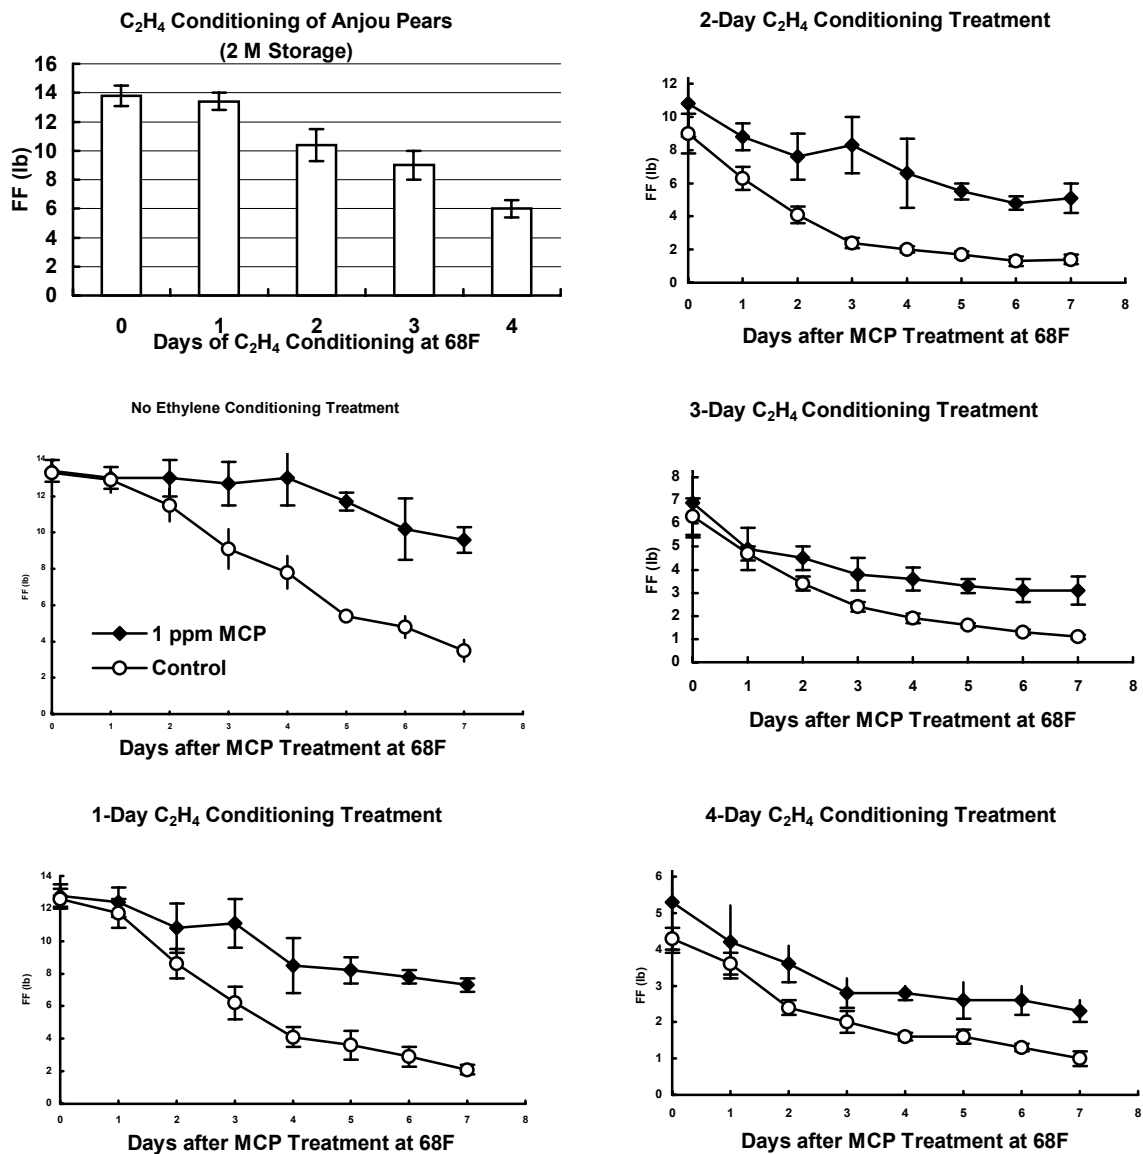 C₂H₄ Conditioning of Anjou Pears
(2 M Storage)
16
14
12
10
8
6
4
2
0
FF (lb)
0 1 2 3 4
Days of C₂H₄ Conditioning at 68F
2-Day C₂H₄ Conditioning Treatment
12
10
8
6
4
2
0
FF (lb)
0 1 2 3 4 5 6 7 8
Days after MCP Treatment at 68F
No Ethylene Conditioning Treatment
14
12
10
8
6
4
2
0
FF (lb)
1 ppm MCP
Control
0 1 2 3 4 5 6 7 8
Days after MCP Treatment at 68F
3-Day C₂H₄ Conditioning Treatment
8
7
6
5
4
3
2
1
0
FF (lb)
0 1 2 3 4 5 6 7 8
Days after MCP Treatment at 68F
1-Day C₂H₄ Conditioning Treatment
14
12
10
8
6
4
2
0
FF (lb)
0 1 2 3 4 5 6 7 8
Days after MCP Treatment at 68F
4-Day C₂H₄ Conditioning Treatment
6
5
4
3
2
1
0
FF (lb)
0 1 2 3 4 5 6 7 8
Days after MCP Treatment at 68F